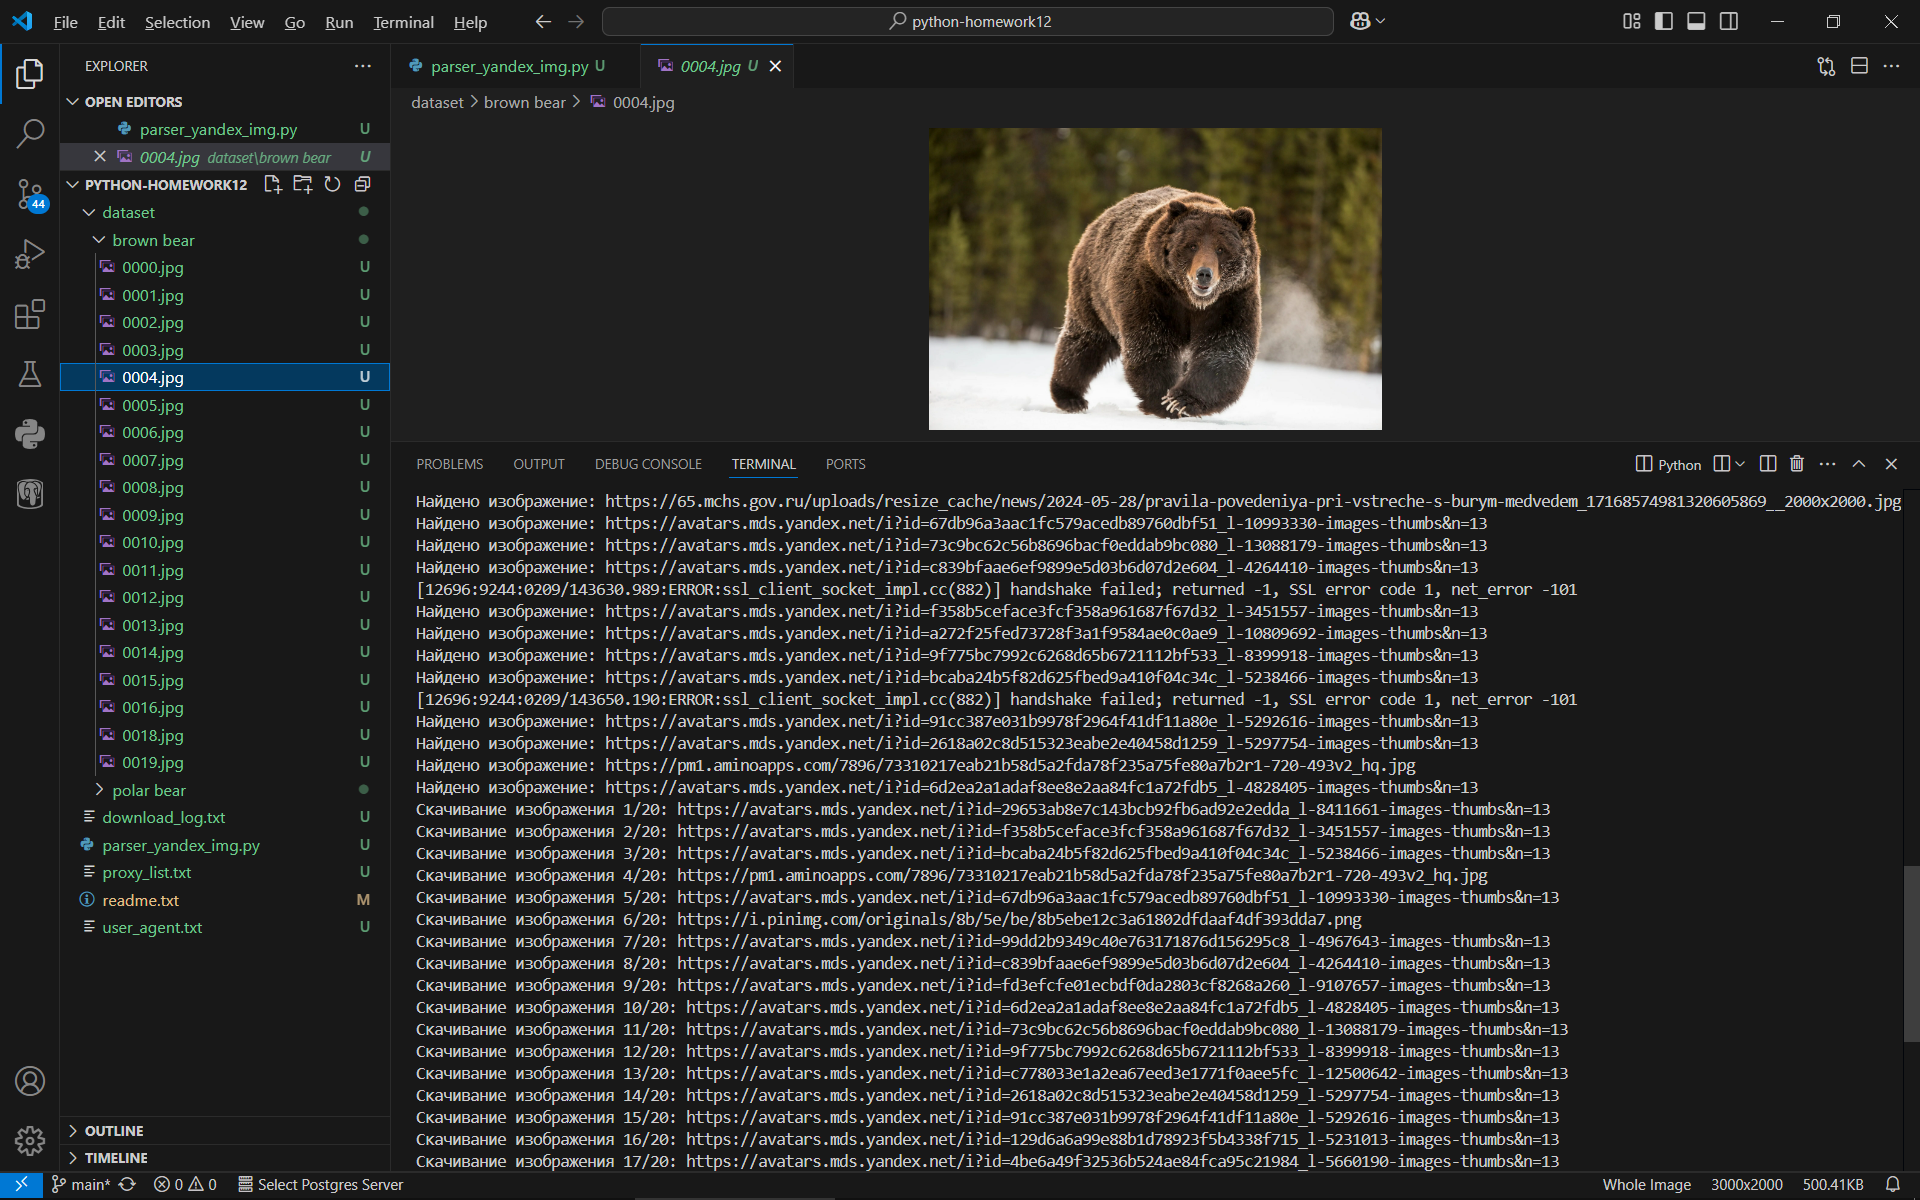 File Edit Selection View Go Run Terminal Help
python-homework12
EXPLORER
OPEN EDITORS
parser_yandex_img.py U
0004.jpg dataset\brown bear U
PYTHON-HOMEWORK12
dataset
brown bear
0000.jpg U
0001.jpg U
0002.jpg U
0003.jpg U
0004.jpg U
0005.jpg U
0006.jpg U
0007.jpg U
0008.jpg U
0009.jpg U
0010.jpg U
0011.jpg U
0012.jpg U
0013.jpg U
0014.jpg U
0015.jpg U
0016.jpg U
0018.jpg U
0019.jpg U
polar bear
download_log.txt U
parser_yandex_img.py U
proxy_list.txt U
readme.txt M
user_agent.txt U
OUTLINE
TIMELINE
44
parser_yandex_img.py U
0004.jpg U
dataset > brown bear > 0004.jpg
PROBLEMS OUTPUT DEBUG CONSOLE TERMINAL PORTS
Python
Найдено изображение: https://65.mchs.gov.ru/uploads/resize_cache/news/2024-05-28/pravila-povedeniya-pri-vstreche-s-burym-medvedem_17168574981320605869__2000x2000.jpg
Найдено изображение: https://avatars.mds.yandex.net/i?id=67db96a3aac1fc579acedb89760dbf51_l-10993330-images-thumbs&n=13
Найдено изображение: https://avatars.mds.yandex.net/i?id=73c9bc62c56b8696bacf0eddab9bc080_l-13088179-images-thumbs&n=13
Найдено изображение: https://avatars.mds.yandex.net/i?id=c839bfaae6ef9899e5d03b6d07d2e604_l-4264410-images-thumbs&n=13
[12696:9244:0209/143630.989:ERROR:ssl_client_socket_impl.cc(882)] handshake failed; returned -1, SSL error code 1, net_error -101
Найдено изображение: https://avatars.mds.yandex.net/i?id=f358b5ceface3fcf358a961687f67d32_l-3451557-images-thumbs&n=13
Найдено изображение: https://avatars.mds.yandex.net/i?id=a272f25fed73728f3a1f9584ae0c0ae9_l-10809692-images-thumbs&n=13
Найдено изображение: https://avatars.mds.yandex.net/i?id=9f775bc7992c6268d65b6721112bf533_l-8399918-images-thumbs&n=13
Найдено изображение: https://avatars.mds.yandex.net/i?id=bcaba24b5f82d625fbed9a410f04c34c_l-5238466-images-thumbs&n=13
[12696:9244:0209/143650.190:ERROR:ssl_client_socket_impl.cc(882)] handshake failed; returned -1, SSL error code 1, net_error -101
Найдено изображение: https://avatars.mds.yandex.net/i?id=91cc387e031b9978f2964f41df11a80e_l-5292616-images-thumbs&n=13
Найдено изображение: https://avatars.mds.yandex.net/i?id=2618a02c8d515323eabe2e40458d1259_l-5297754-images-thumbs&n=13
Найдено изображение: https://pm1.aminoapps.com/7896/73310217eab21b58d5a2fda78f235a75fe80a7b2r1-720-493v2_hq.jpg
Найдено изображение: https://avatars.mds.yandex.net/i?id=6d2ea2a1adaf8ee8e2aa84fc1a72fdb5_l-4828405-images-thumbs&n=13
Скачивание изображения 1/20: https://avatars.mds.yandex.net/i?id=29653ab8e7c143bcb92fb6ad92e2edda_l-8411661-images-thumbs&n=13
Скачивание изображения 2/20: https://avatars.mds.yandex.net/i?id=f358b5ceface3fcf358a961687f67d32_l-3451557-images-thumbs&n=13
Скачивание изображения 3/20: https://avatars.mds.yandex.net/i?id=bcaba24b5f82d625fbed9a410f04c34c_l-5238466-images-thumbs&n=13
Скачивание изображения 4/20: https://pm1.aminoapps.com/7896/73310217eab21b58d5a2fda78f235a75fe80a7b2r1-720-493v2_hq.jpg
Скачивание изображения 5/20: https://avatars.mds.yandex.net/i?id=67db96a3aac1fc579acedb89760dbf51_l-10993330-images-thumbs&n=13
Скачивание изображения 6/20: https://i.pinimg.com/originals/8b/5e/be/8b5ebe12c3a61802dfdaaf4df393dda7.png
Скачивание изображения 7/20: https://avatars.mds.yandex.net/i?id=99dd2b9349c40e763171876d156295c8_l-4967643-images-thumbs&n=13
Скачивание изображения 8/20: https://avatars.mds.yandex.net/i?id=c839bfaae6ef9899e5d03b6d07d2e604_l-4264410-images-thumbs&n=13
Скачивание изображения 9/20: https://avatars.mds.yandex.net/i?id=fd3efcfe01ecbdf0da2803cf8268a260_l-9107657-images-thumbs&n=13
Скачивание изображения 10/20: https://avatars.mds.yandex.net/i?id=6d2ea2a1adaf8ee8e2aa84fc1a72fdb5_l-4828405-images-thumbs&n=13
Скачивание изображения 11/20: https://avatars.mds.yandex.net/i?id=73c9bc62c56b8696bacf0eddab9bc080_l-13088179-images-thumbs&n=13
Скачивание изображения 12/20: https://avatars.mds.yandex.net/i?id=9f775bc7992c6268d65b6721112bf533_l-8399918-images-thumbs&n=13
Скачивание изображения 13/20: https://avatars.mds.yandex.net/i?id=c778033e1a2ea67eed3e1771f0aee5fc_l-12500642-images-thumbs&n=13
Скачивание изображения 14/20: https://avatars.mds.yandex.net/i?id=2618a02c8d515323eabe2e40458d1259_l-5297754-images-thumbs&n=13
Скачивание изображения 15/20: https://avatars.mds.yandex.net/i?id=91cc387e031b9978f2964f41df11a80e_l-5292616-images-thumbs&n=13
Скачивание изображения 16/20: https://avatars.mds.yandex.net/i?id=129d6a6a99e88b1d78923f5b4338f715_l-5231013-images-thumbs&n=13
Скачивание изображения 17/20: https://avatars.mds.yandex.net/i?id=4be6a49f32536b524ae84fca95c21984_l-5660190-images-thumbs&n=13
main* 0 0 Select Postgres Server Whole Image 3000x2000 500.41KB